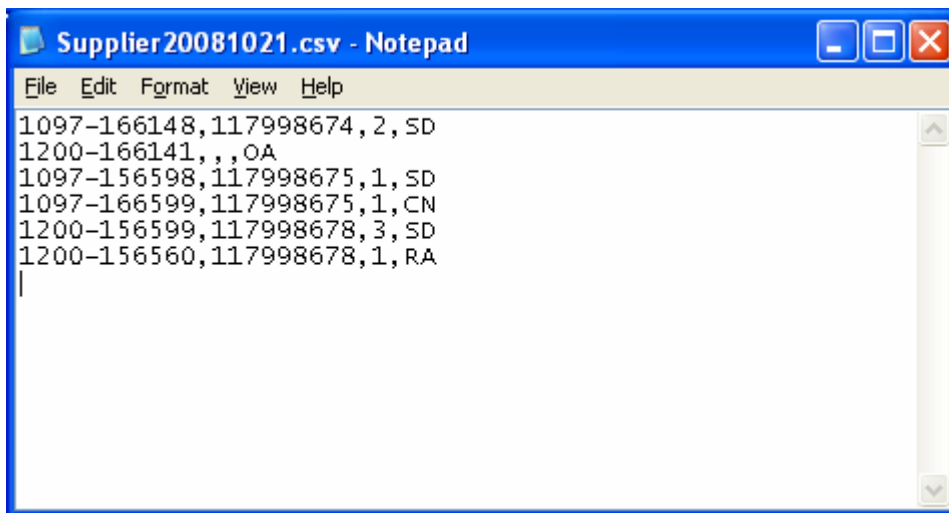 Supplier20081021.csv - Notepad
File Edit Format View Help
1097-166148,117998674,2,SD
1200-166141,,,OA
1097-156598,117998675,1,SD
1097-166599,117998675,1,CN
1200-156599,117998678,3,SD
1200-156560,117998678,1,RA